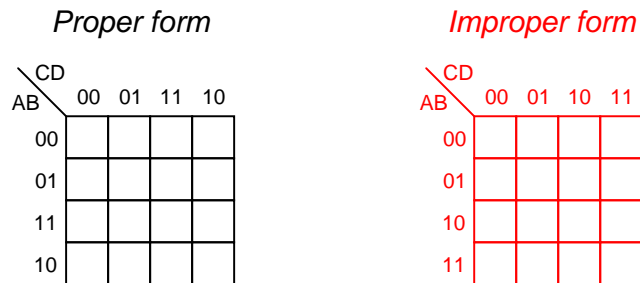 Proper form
Improper form
CD
AB 00 01 11 10
00
01
11
10
CD
AB 00 01 10 11
00
01
10
11